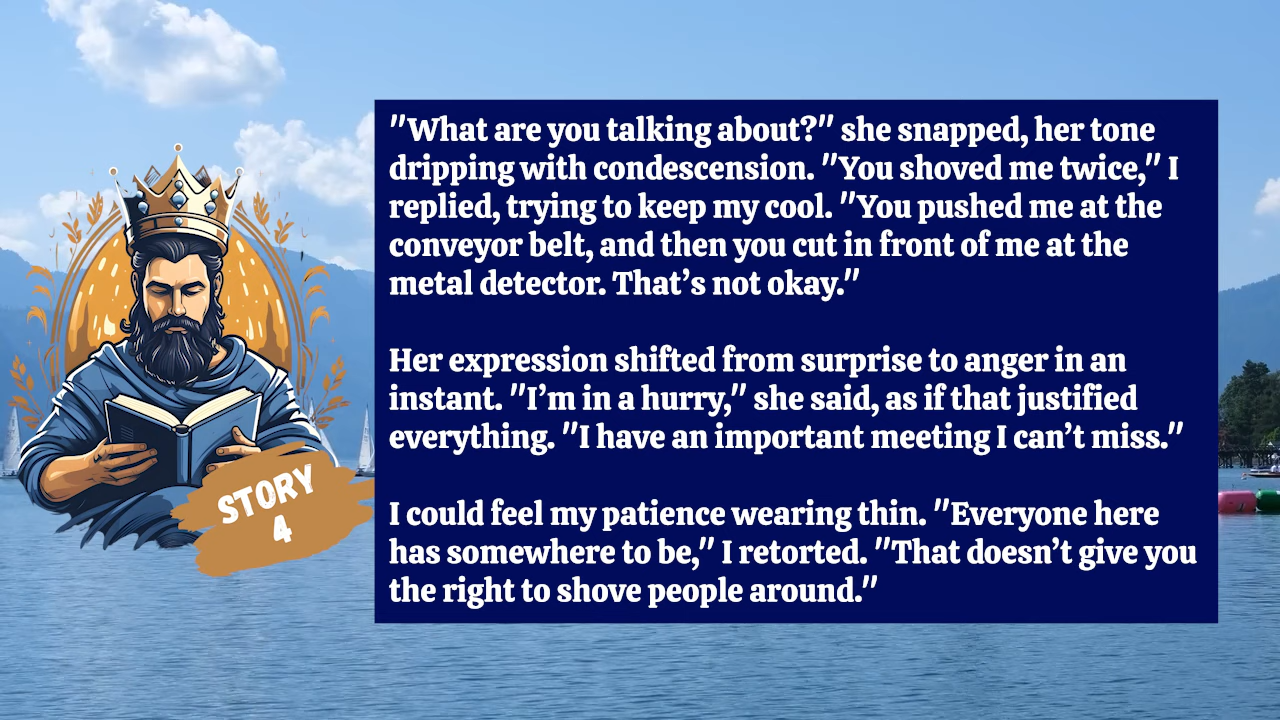 "What are you talking about?" she snapped, her tone
dripping with condescension. "You shoved me twice," I
replied, trying to keep my cool. "You pushed me at the
conveyor belt, and then you cut in front of me at the
metal detector. That’s not okay."
Her expression shifted from surprise to anger in an
instant. "I’m in a hurry," she said, as if that justified
everything. "I have an important meeting I can’t miss."
I could feel my patience wearing thin. "Everyone here
has somewhere to be," I retorted. "That doesn’t give you
the right to shove people around."
STORY
4